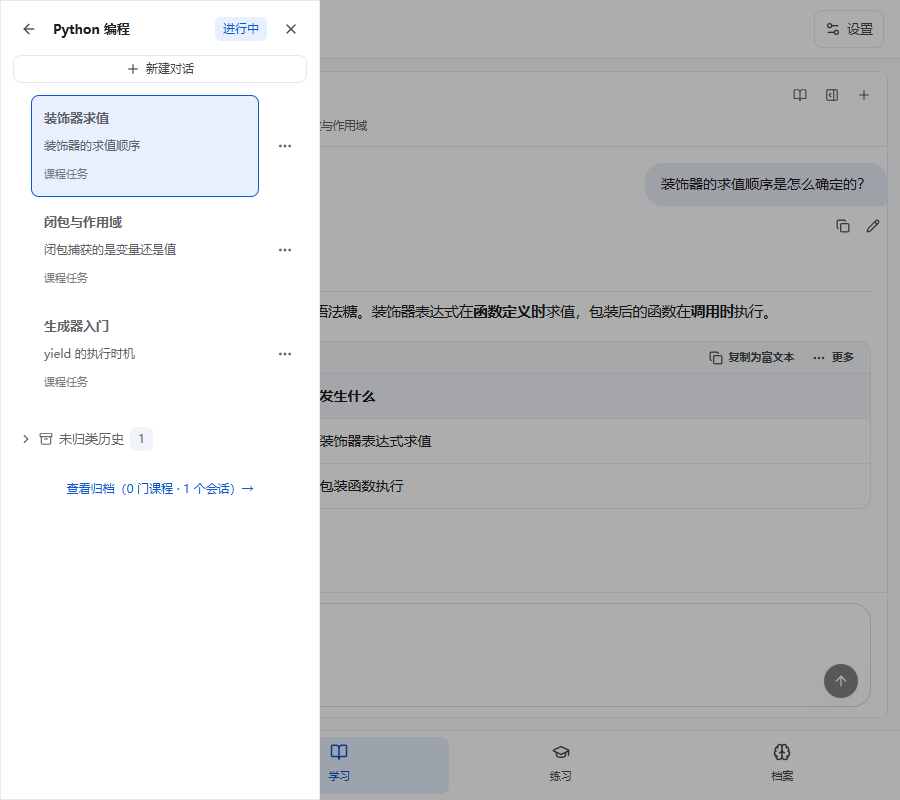 Python 编程
进行中
新建对话
装饰器求值
装饰器的求值顺序
课程任务
闭包与作用域
闭包捕获的是变量还是值
课程任务
生成器入门
yield 的执行时机
课程任务
未归类历史 1
查看归档（0 门课程 · 1 个会话）→
设置
与作用域
装饰器的求值顺序是怎么确定的？
语法糖。装饰器表达式在函数定义时求值，包装后的函数在调用时执行。
复制为富文本
更多
发生什么
装饰器表达式求值
包装函数执行
学习
练习
档案